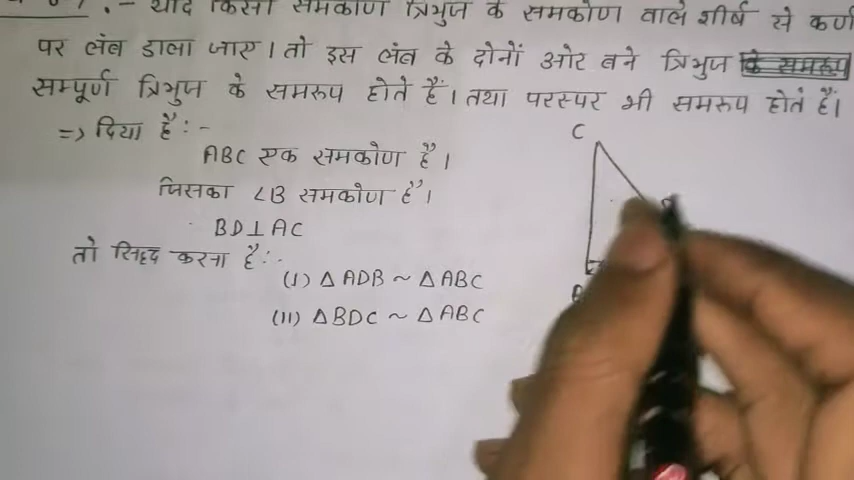 :- यदि किसी समकोण त्रिभुज के समकोण वाले शीर्ष से कर्ण
पर लंब डाला जाए। तो इस लंब के दोनों ओर बने त्रिभुज
सम्पूर्ण त्रिभुज के समरूप होते हैं। तथा परस्पर भी समरूप होते हैं।
=> दिया है:-
ABC एक समकोण है।
जिसका ∠B समकोण है।
BD⊥AC
तो सिद्ध करना है:-
(I) △ADB ~ △ABC
(II) △BDC ~ △ABC
C